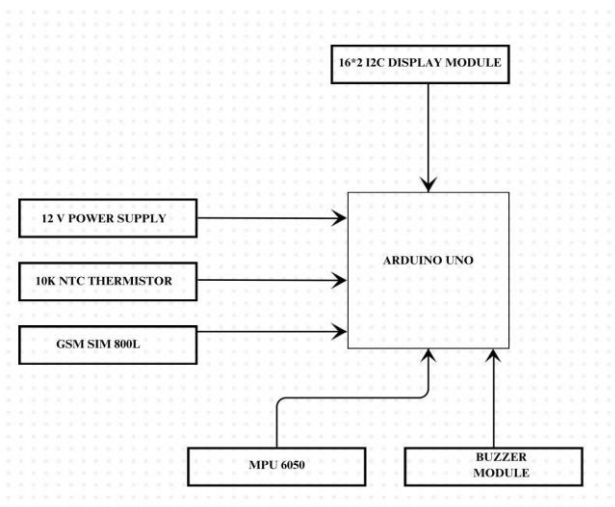 16*2 I2C DISPLAY MODULE
12 V POWER SUPPLY
ARDUINO UNO
10K NTC THERMISTOR
GSM SIM 800L
MPU 6050
BUZZER
MODULE